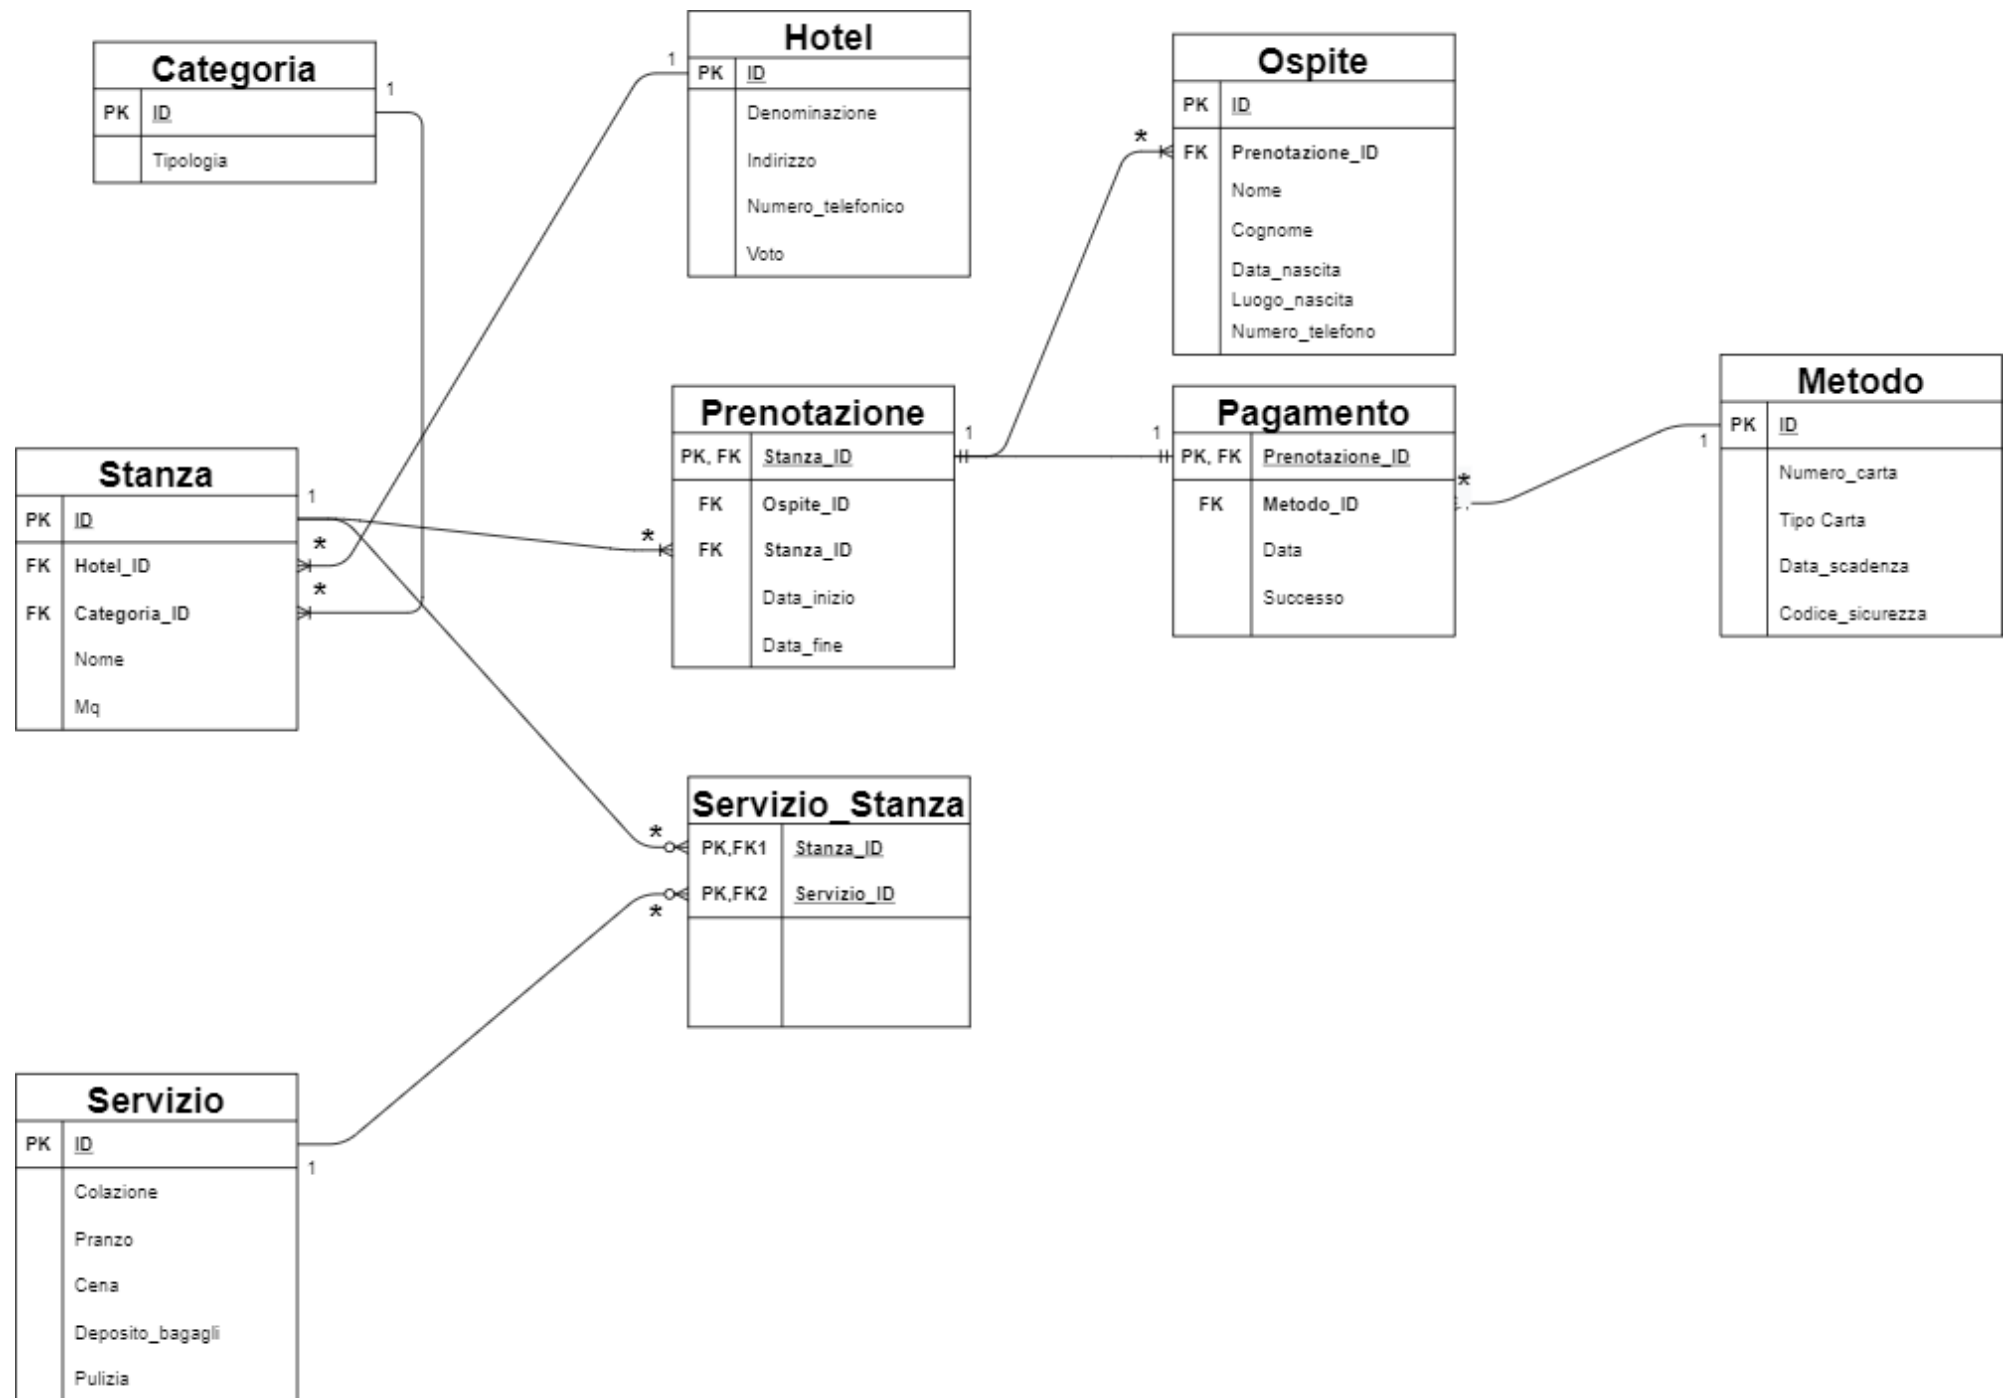 Categoria
1
PK ID
Tipologia
Hotel
1
PK ID
Denominazione
Indirizzo
Numero_telefonico
Voto
Ospite
PK ID
*
FK Prenotazione_ID
Nome
Cognome
Data_nascita
Luogo_nascita
Numero_telefono
Stanza
1
PK ID
*
FK Hotel_ID
*
FK Categoria_ID
Nome
Mq
Prenotazione
1
PK, FK Stanza_ID
FK Ospite_ID
*
FK Stanza_ID
Data_inizio
Data_fine
Pagamento
1
PK, FK Prenotazione_ID
*
FK Metodo_ID
Data
Successo
Metodo
PK ID
1
Numero_carta
Tipo Carta
Data_scadenza
Codice_sicurezza
Servizio_Stanza
*
PK,FK1 Stanza_ID
PK,FK2 Servizio_ID
*
Servizio
PK ID
1
Colazione
Pranzo
Cena
Deposito_bagagli
Pulizia